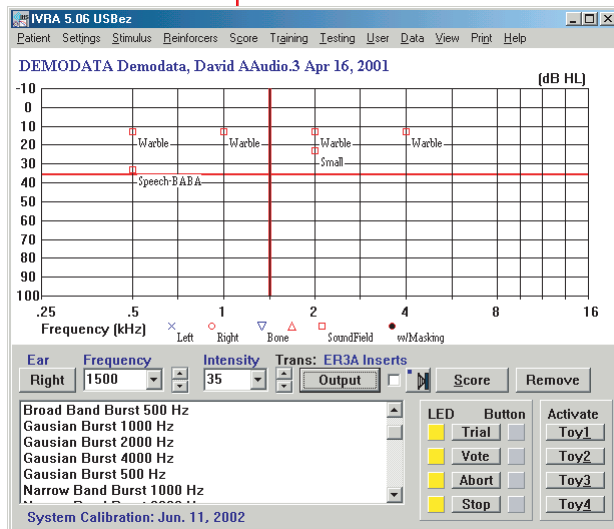 IVRA 5.06 USBez
Patient Settings Stimulus Reinforcers Score Training Testing User Data View Print Help
DEMODATA Demodata, David AAudio.3 Apr 16, 2001
(dB HL)
-10
0
10
Warble Warble Warble Warble
20
Small
30
Speech-BABA
40
50
60
70
80
90
100
.25 .5 1 2 4 8 16
Frequency (kHz) Left Right Bone SoundField w/Masking
Ear Frequency Intensity Trans: ER3A Inserts
Right 1500 35 Output Score Remove
Broad Band Burst 500 Hz
Gausian Burst 1000 Hz
Gausian Burst 2000 Hz
Gausian Burst 4000 Hz
Gausian Burst 500 Hz
Narrow Band Burst 1000 Hz
LED Button
Trial
Vote
Abort
Stop
Activate
Toy1
Toy2
Toy3
Toy4
System Calibration: Jun. 11, 2002